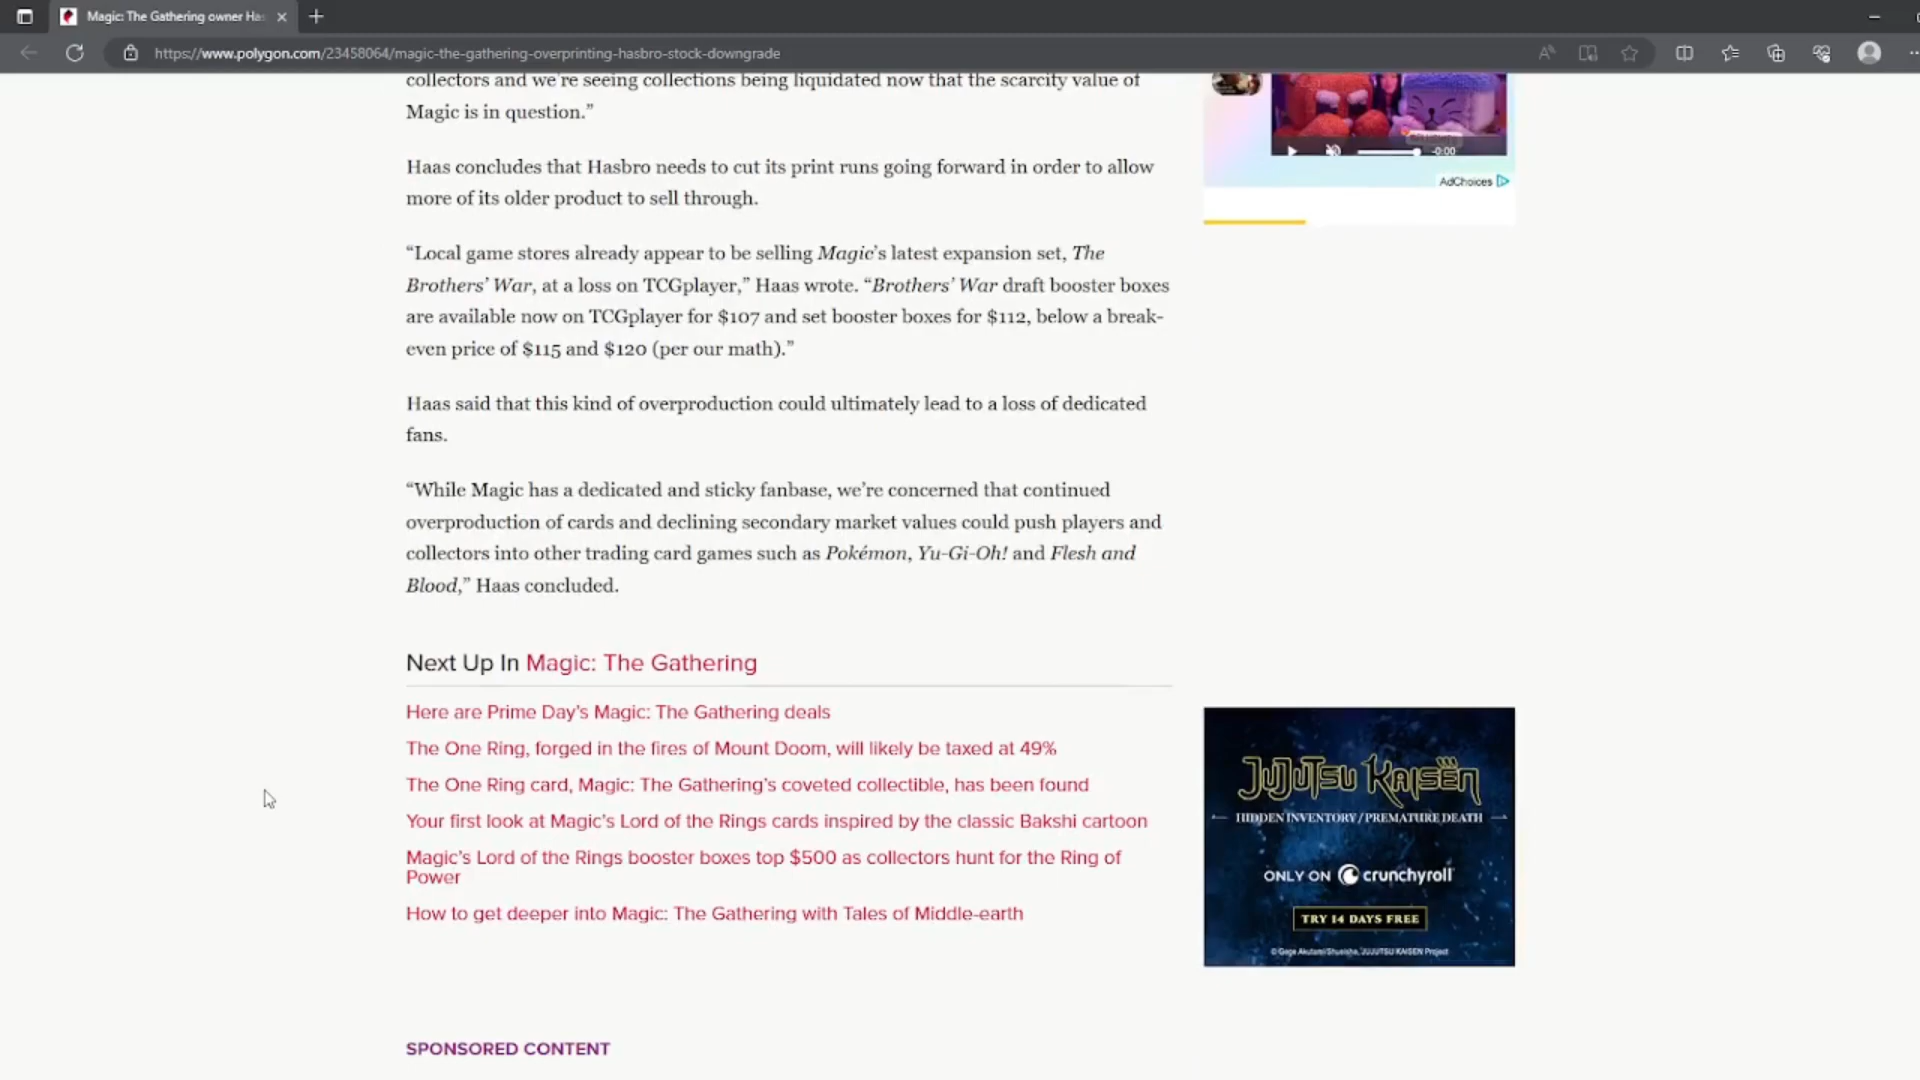 Magic: The Gathering owner Has
https://www.polygon.com/23458064/magic-the-gathering-overprinting-hasbro-stock-downgrade
collectors and we’re seeing collections being liquidated now that the scarcity value of
Magic is in question.”
Haas concludes that Hasbro needs to cut its print runs going forward in order to allow
more of its older product to sell through.
“Local game stores already appear to be selling Magic’s latest expansion set, The
Brothers’ War, at a loss on TCGplayer,” Haas wrote. “Brothers’ War draft booster boxes
are available now on TCGplayer for $107 and set booster boxes for $112, below a break-
even price of $115 and $120 (per our math).”
Haas said that this kind of overproduction could ultimately lead to a loss of dedicated
fans.
“While Magic has a dedicated and sticky fanbase, we’re concerned that continued
overproduction of cards and declining secondary market values could push players and
collectors into other trading card games such as Pokémon, Yu-Gi-Oh! and Flesh and
Blood,” Haas concluded.
Next Up In Magic: The Gathering
Here are Prime Day’s Magic: The Gathering deals
The One Ring, forged in the fires of Mount Doom, will likely be taxed at 49%
The One Ring card, Magic: The Gathering’s coveted collectible, has been found
Your first look at Magic’s Lord of the Rings cards inspired by the classic Bakshi cartoon
Magic’s Lord of the Rings booster boxes top $500 as collectors hunt for the Ring of
Power
How to get deeper into Magic: The Gathering with Tales of Middle-earth
SPONSORED CONTENT
-0:00
AdChoices
JUJUTSU KAISEN
HIDDEN INVENTORY/PREMATURE DEATH
ONLY ON crunchyroll
TRY 14 DAYS FREE
© Gege Akutami/Shueisha, JUJUTSU KAISEN Project